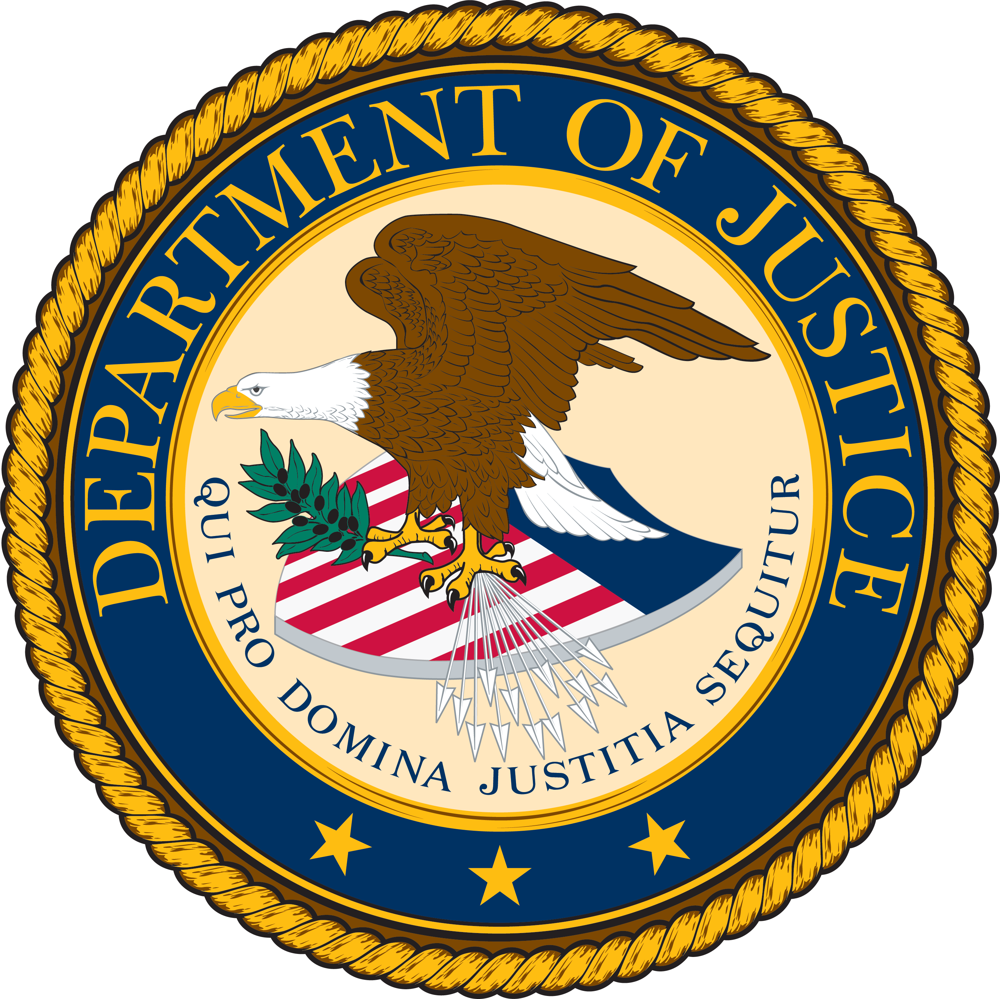 DEPARTMENT OF JUSTICE
QUI PRO DOMINA JUSTITIA SEQUITUR